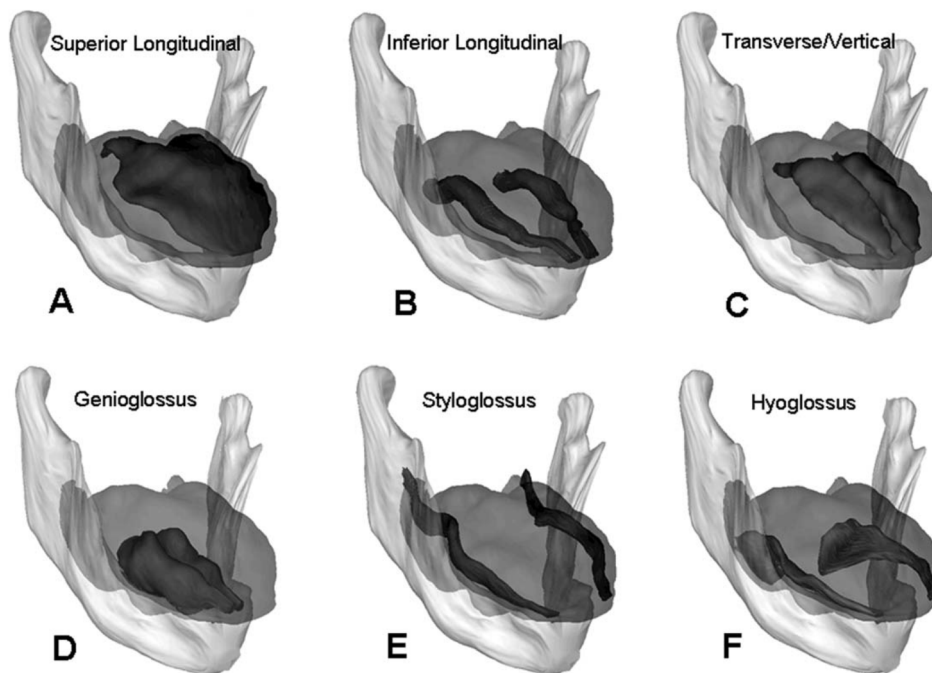 Superior Longitudinal
Inferior Longitudinal
Transverse/Vertical
A
B
C
Genioglossus
Styloglossus
Hyoglossus
D
E
F